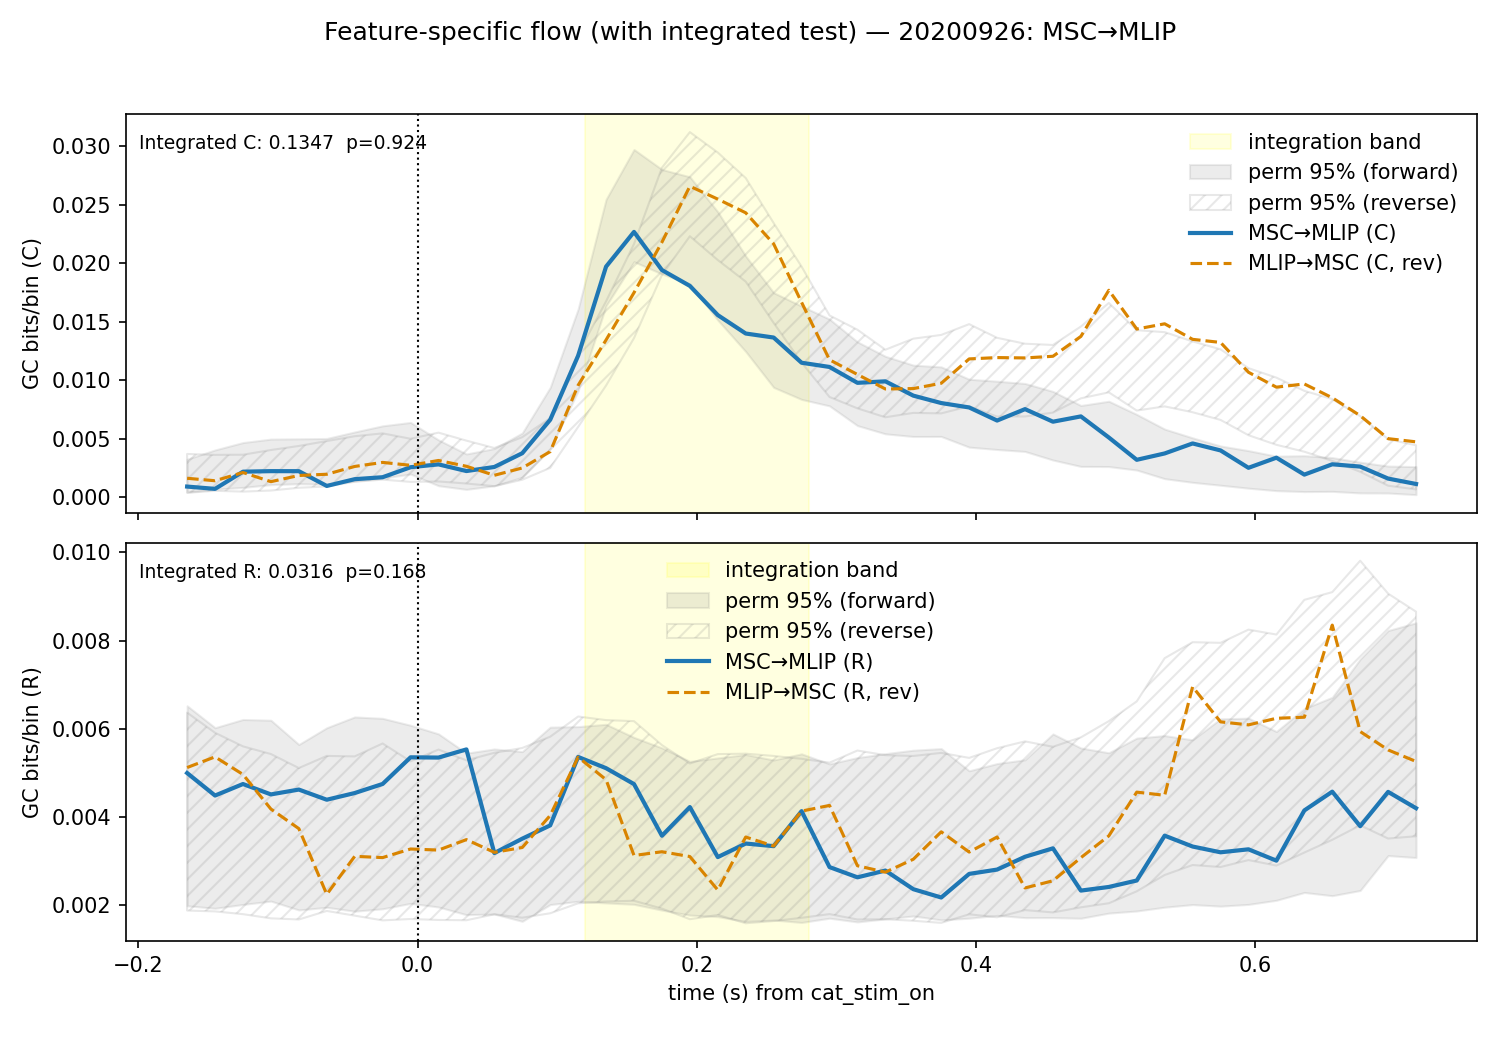 Feature-specific flow (with integrated test) — 20200926: MSC→MLIP
Integrated C: 0.1347  p=0.924
integration band
perm 95% (forward)
perm 95% (reverse)
MSC→MLIP (C)
MLIP→MSC (C, rev)
GC bits/bin (C)
0.030
0.025
0.020
0.015
0.010
0.005
0.000
Integrated R: 0.0316  p=0.168
integration band
perm 95% (forward)
perm 95% (reverse)
MSC→MLIP (R)
MLIP→MSC (R, rev)
GC bits/bin (R)
0.010
0.008
0.006
0.004
0.002
−0.2
0.0
0.2
0.4
0.6
time (s) from cat_stim_on